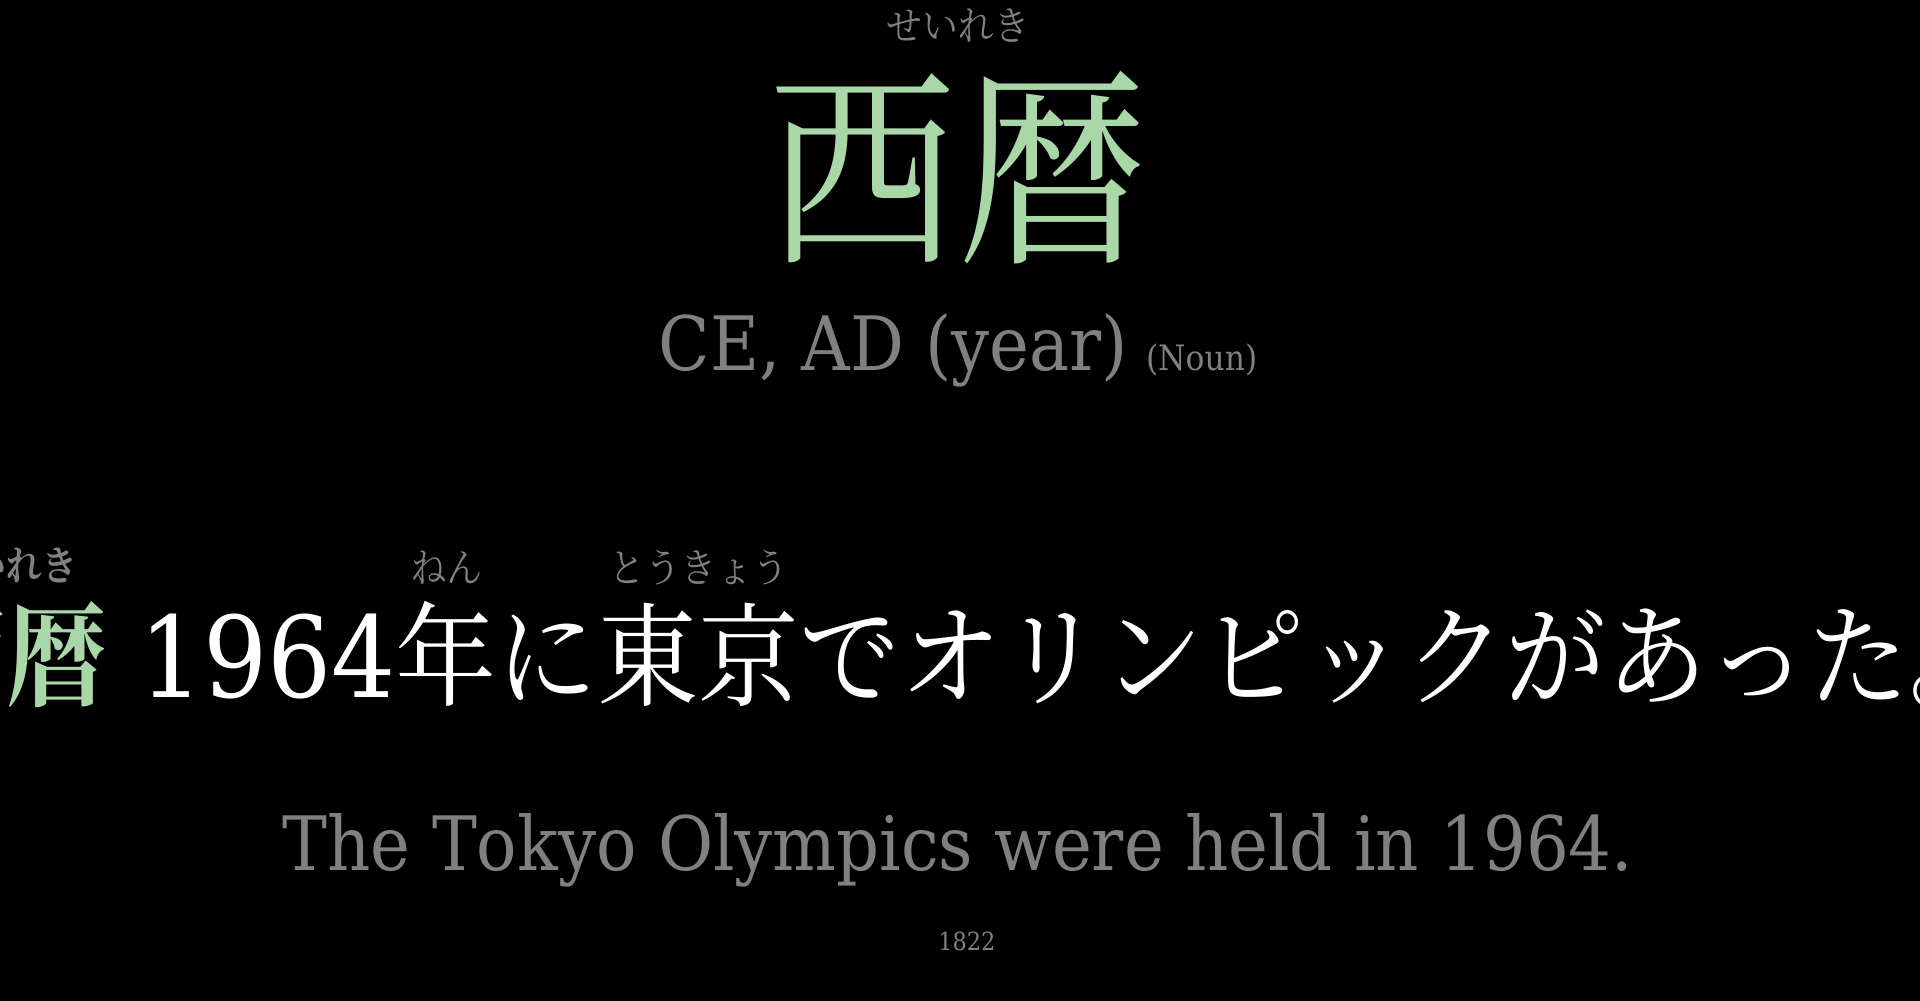 せいれき
西暦
CE, AD (year) (Noun)
れき ねん とうきょう
暦 1964年に東京でオリンピックがあった。
The Tokyo Olympics were held in 1964.
1822